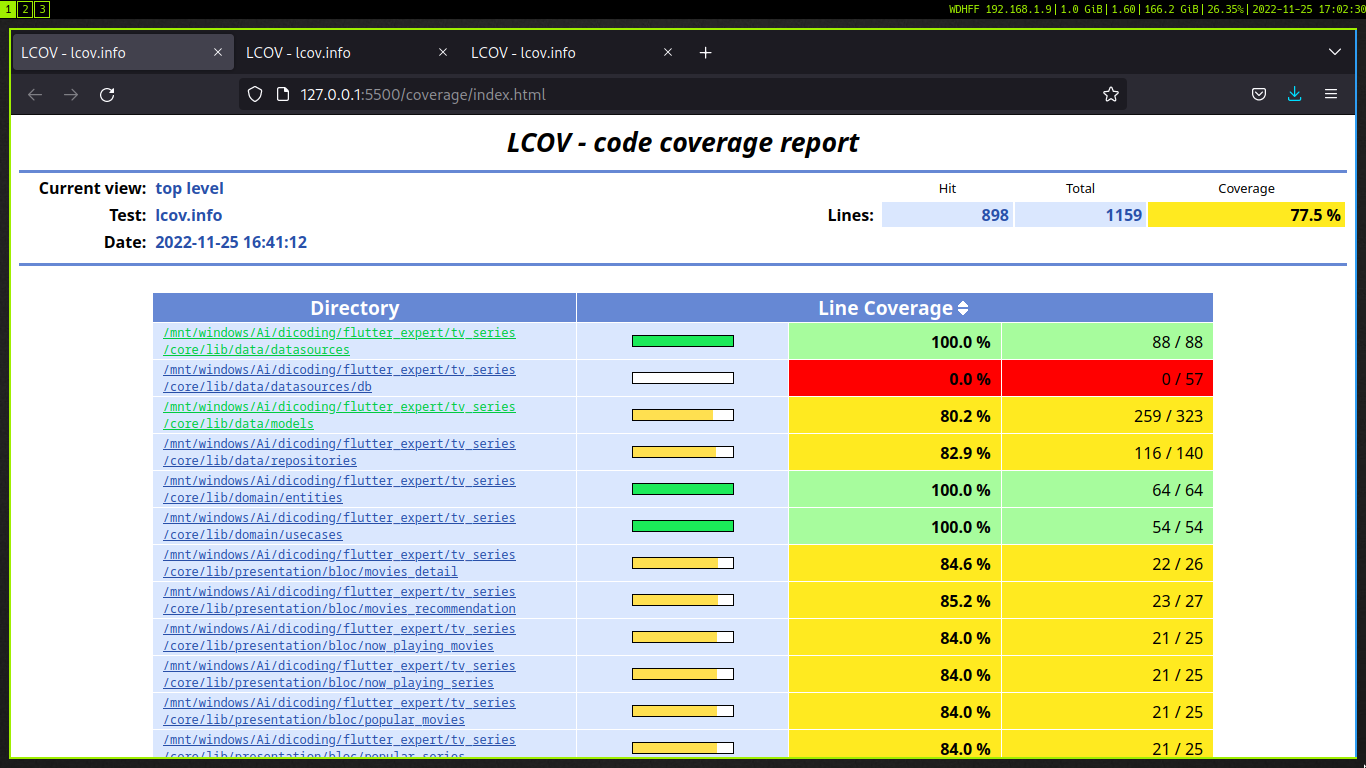 1 2 3 WDHFF 192.168.1.9|1.0 GiB|1.60|166.2 GiB|26.35%|2022-11-25 17:02:30
LCOV - lcov.info × LCOV - lcov.info × LCOV - lcov.info × +
127.0.0.1:5500/coverage/index.html
LCOV - code coverage report
Current view: top level Hit Total Coverage
Test: lcov.info Lines: 898 1159 77.5 %
Date: 2022-11-25 16:41:12
Directory Line Coverage
/mnt/windows/Ai/dicoding/flutter_expert/tv_series
/core/lib/data/datasources 100.0 % 88 / 88
/mnt/windows/Ai/dicoding/flutter_expert/tv_series
/core/lib/data/datasources/db 0.0 % 0 / 57
/mnt/windows/Ai/dicoding/flutter_expert/tv_series
/core/lib/data/models 80.2 % 259 / 323
/mnt/windows/Ai/dicoding/flutter_expert/tv_series
/core/lib/data/repositories 82.9 % 116 / 140
/mnt/windows/Ai/dicoding/flutter_expert/tv_series
/core/lib/domain/entities 100.0 % 64 / 64
/mnt/windows/Ai/dicoding/flutter_expert/tv_series
/core/lib/domain/usecases 100.0 % 54 / 54
/mnt/windows/Ai/dicoding/flutter_expert/tv_series
/core/lib/presentation/bloc/movies_detail 84.6 % 22 / 26
/mnt/windows/Ai/dicoding/flutter_expert/tv_series
/core/lib/presentation/bloc/movies_recommendation 85.2 % 23 / 27
/mnt/windows/Ai/dicoding/flutter_expert/tv_series
/core/lib/presentation/bloc/now_playing_movies 84.0 % 21 / 25
/mnt/windows/Ai/dicoding/flutter_expert/tv_series
/core/lib/presentation/bloc/now_playing_series 84.0 % 21 / 25
/mnt/windows/Ai/dicoding/flutter_expert/tv_series
/core/lib/presentation/bloc/popular_movies 84.0 % 21 / 25
/mnt/windows/Ai/dicoding/flutter_expert/tv_series
/core/lib/presentation/bloc/popular_series 84.0 % 21 / 25